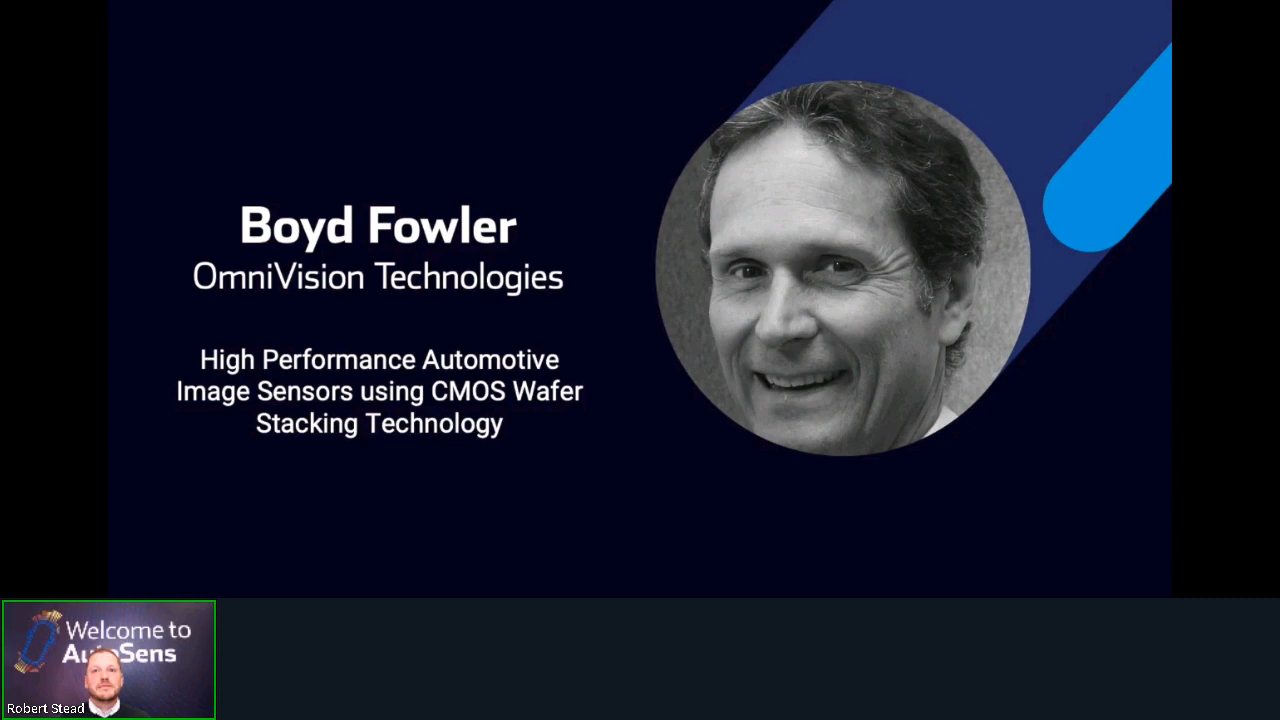 Boyd Fowler
OmniVision Technologies
High Performance Automotive
Image Sensors using CMOS Wafer
Stacking Technology
Welcome to
AutoSens
Robert Stead